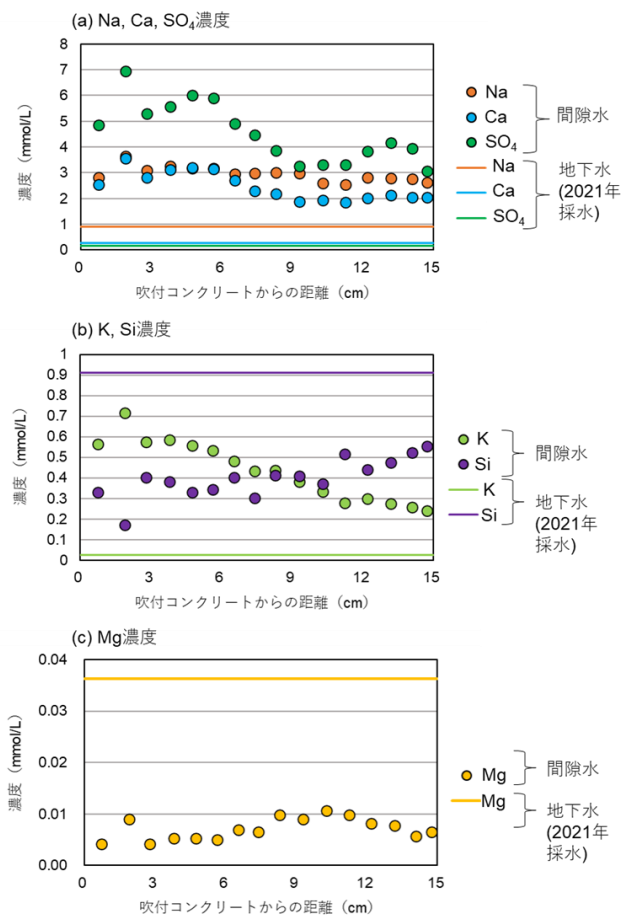 (a) Na, Ca, SO₄濃度
8
7
6
5
4
3
2
1
0
濃度（mmol/L）
0 3 6 9 12 15
吹付コンクリートからの距離（cm）
Na
Ca
SO₄
間隙水
Na
Ca
SO₄
地下水
(2021年
採水)
(b) K, Si濃度
1
0.9
0.8
0.7
0.6
0.5
0.4
0.3
0.2
0.1
0
濃度（mmol/L）
0 3 6 9 12 15
吹付コンクリートからの距離（cm）
K
Si
間隙水
K
Si
地下水
(2021年
採水)
(c) Mg濃度
0.04
0.03
0.02
0.01
0.00
濃度（mmol/L）
0 3 6 9 12 15
吹付コンクリートからの距離（cm）
Mg
間隙水
Mg
地下水
(2021年
採水)